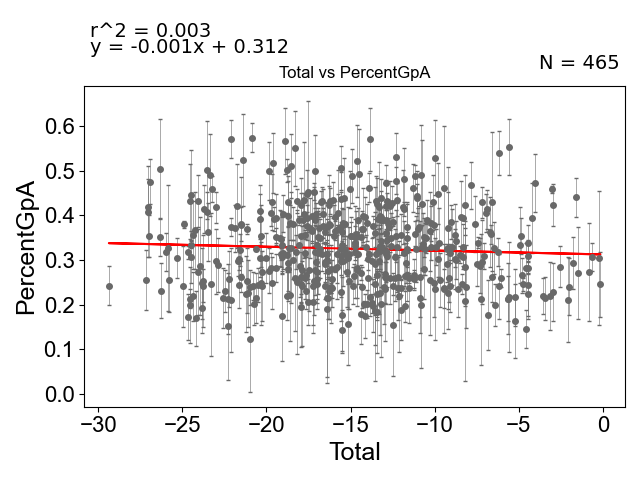 r^2 = 0.003
y = -0.001x + 0.312
N = 465
Total vs PercentGpA
PercentGpA
0.6
0.5
0.4
0.3
0.2
0.1
0.0
−30
−25
−20
−15
−10
−5
0
Total